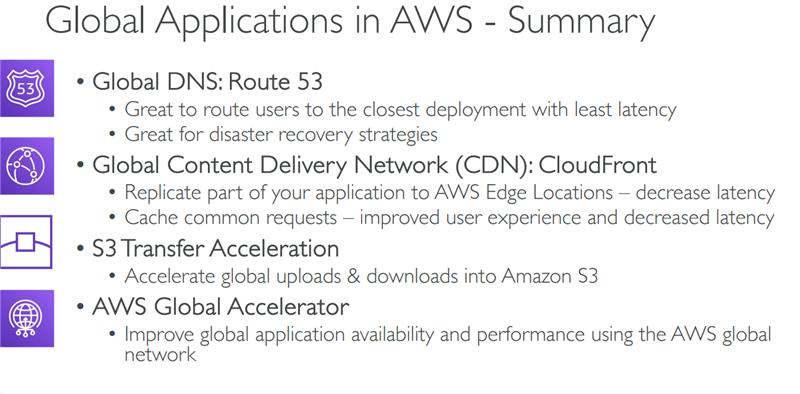 Global Applications in AWS - Summary
53
• Global DNS: Route 53
• Great to route users to the closest deployment with least latency
• Great for disaster recovery strategies
• Global Content Delivery Network (CDN): CloudFront
• Replicate part of your application to AWS Edge Locations – decrease latency
• Cache common requests – improved user experience and decreased latency
• S3 Transfer Acceleration
• Accelerate global uploads & downloads into Amazon S3
• AWS Global Accelerator
• Improve global application availability and performance using the AWS global
network